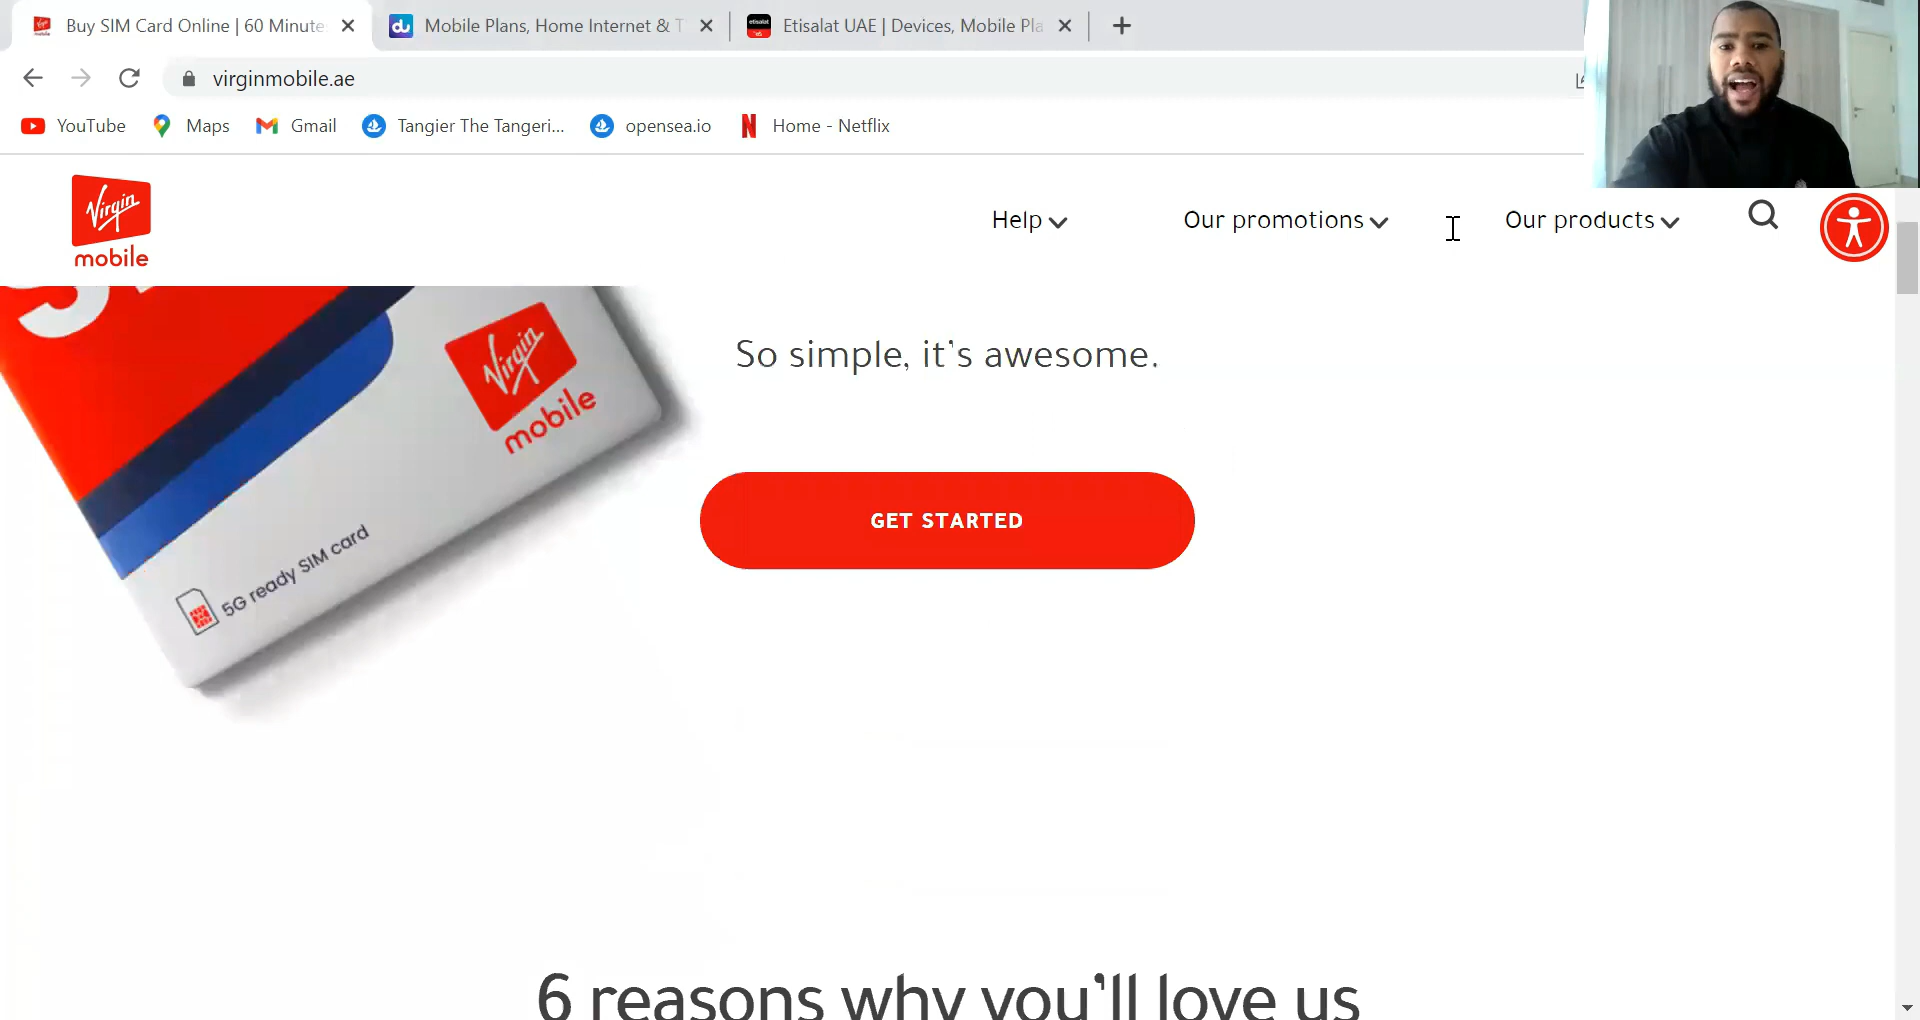 Buy SIM Card Online | 60 Minute
Mobile Plans, Home Internet & T
Etisalat UAE | Devices, Mobile Pla
virginmobile.ae
YouTube
Maps
Gmail
Tangier The Tangeri...
opensea.io
Home - Netflix
Virgin
mobile
Help
Our promotions
Our products
Virgin
mobile
5G ready SIM card
So simple, it's awesome.
GET STARTED
6 reasons why you'll love us